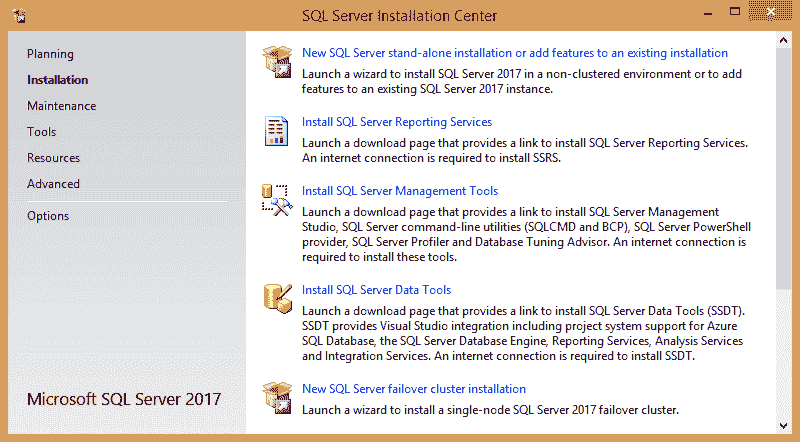 SQL Server Installation Center
Planning
Installation
Maintenance
Tools
Resources
Advanced
Options
Microsoft SQL Server 2017
New SQL Server stand-alone installation or add features to an existing installation
Launch a wizard to install SQL Server 2017 in a non-clustered environment or to add
features to an existing SQL Server 2017 instance.
Install SQL Server Reporting Services
Launch a download page that provides a link to install SQL Server Reporting Services.
An internet connection is required to install SSRS.
Install SQL Server Management Tools
Launch a download page that provides a link to install SQL Server Management
Studio, SQL Server command-line utilities (SQLCMD and BCP), SQL Server PowerShell
provider, SQL Server Profiler and Database Tuning Advisor. An internet connection is
required to install these tools.
Install SQL Server Data Tools
Launch a download page that provides a link to install SQL Server Data Tools (SSDT).
SSDT provides Visual Studio integration including project system support for Azure
SQL Database, the SQL Server Database Engine, Reporting Services, Analysis Services
and Integration Services. An internet connection is required to install SSDT.
New SQL Server failover cluster installation
Launch a wizard to install a single-node SQL Server 2017 failover cluster.